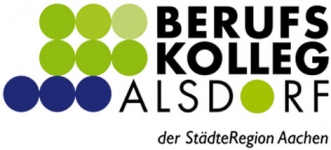 BERUFS
KOLLEG
ALSDORF
der StädteRegion Aachen